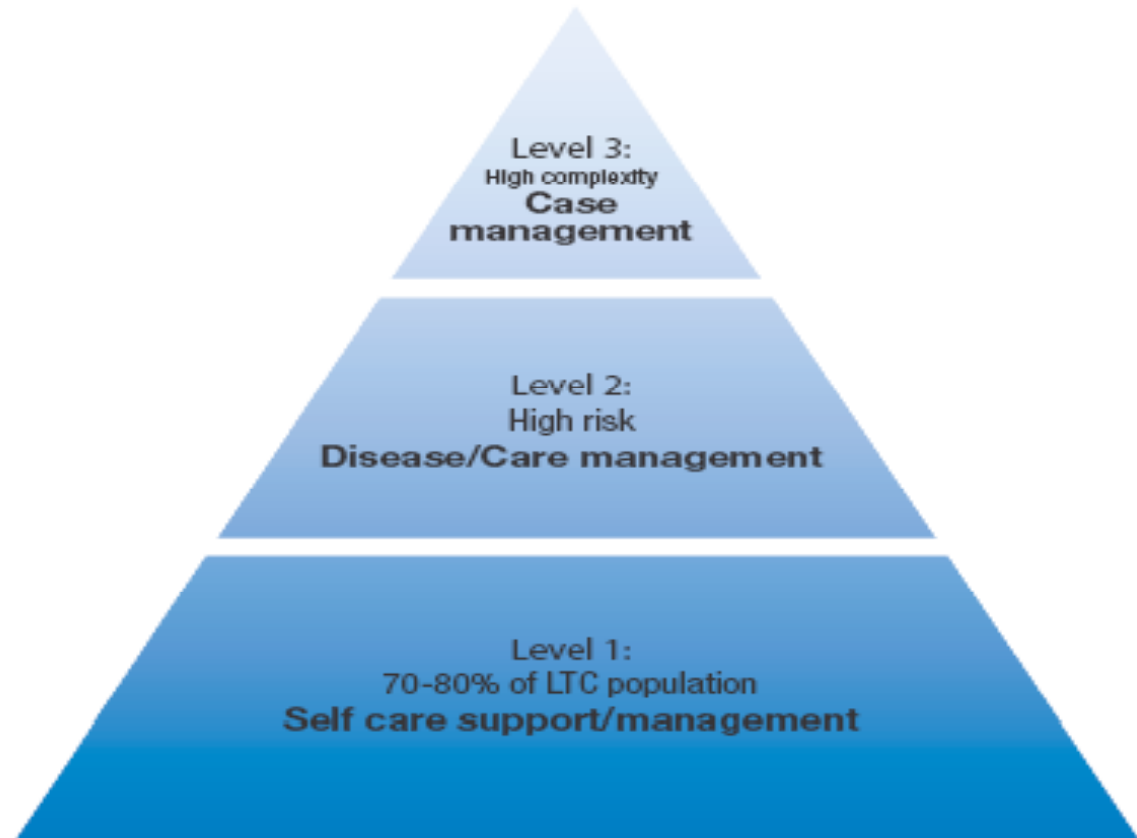 Level 3:
High complexity
Case
management
Level 2:
High risk
Disease/Care management
Level 1:
70-80% of LTC population
Self care support/management